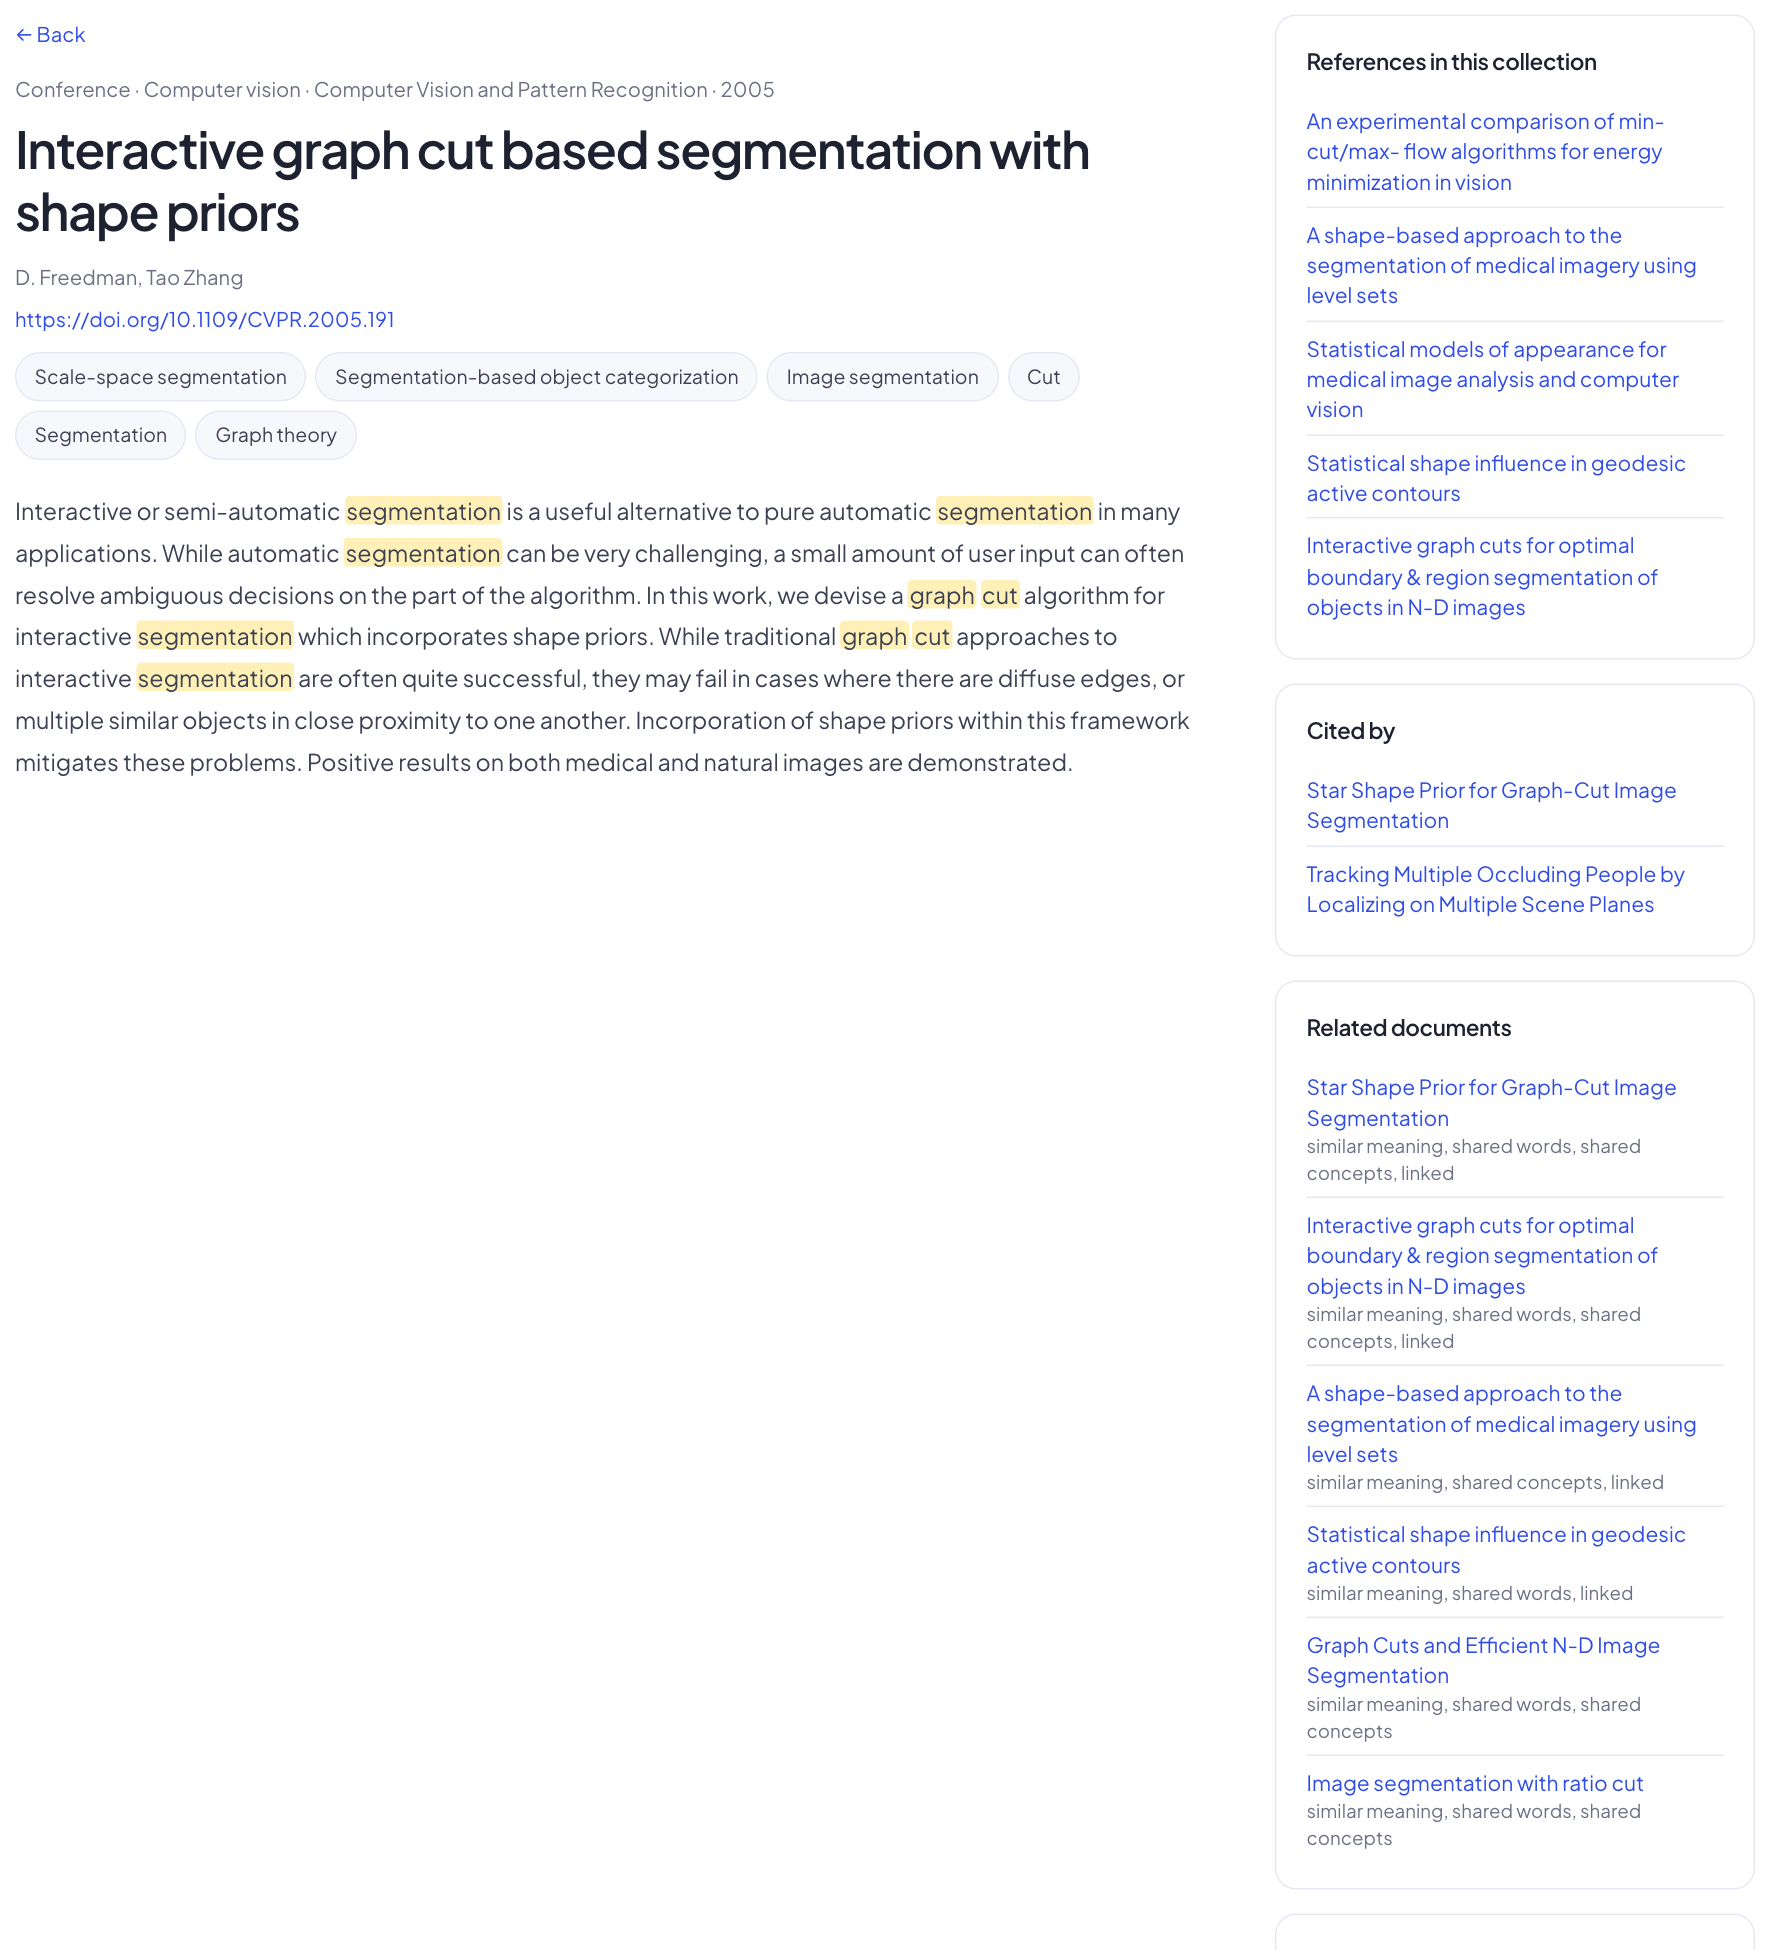 ← Back
Conference · Computer vision · Computer Vision and Pattern Recognition · 2005
Interactive graph cut based segmentation with
shape priors
D. Freedman, Tao Zhang
https://doi.org/10.1109/CVPR.2005.191
Scale-space segmentation
Segmentation-based object categorization
Image segmentation
Cut
Segmentation
Graph theory
Interactive or semi-automatic segmentation is a useful alternative to pure automatic segmentation in many
applications. While automatic segmentation can be very challenging, a small amount of user input can often
resolve ambiguous decisions on the part of the algorithm. In this work, we devise a graph cut algorithm for
interactive segmentation which incorporates shape priors. While traditional graph cut approaches to
interactive segmentation are often quite successful, they may fail in cases where there are diffuse edges, or
multiple similar objects in close proximity to one another. Incorporation of shape priors within this framework
mitigates these problems. Positive results on both medical and natural images are demonstrated.
References in this collection
An experimental comparison of min-
cut/max- flow algorithms for energy
minimization in vision
A shape-based approach to the
segmentation of medical imagery using
level sets
Statistical models of appearance for
medical image analysis and computer
vision
Statistical shape influence in geodesic
active contours
Interactive graph cuts for optimal
boundary & region segmentation of
objects in N-D images
Cited by
Star Shape Prior for Graph-Cut Image
Segmentation
Tracking Multiple Occluding People by
Localizing on Multiple Scene Planes
Related documents
Star Shape Prior for Graph-Cut Image
Segmentation
similar meaning, shared words, shared
concepts, linked
Interactive graph cuts for optimal
boundary & region segmentation of
objects in N-D images
similar meaning, shared words, shared
concepts, linked
A shape-based approach to the
segmentation of medical imagery using
level sets
similar meaning, shared concepts, linked
Statistical shape influence in geodesic
active contours
similar meaning, shared words, linked
Graph Cuts and Efficient N-D Image
Segmentation
similar meaning, shared words, shared
concepts
Image segmentation with ratio cut
similar meaning, shared words, shared
concepts